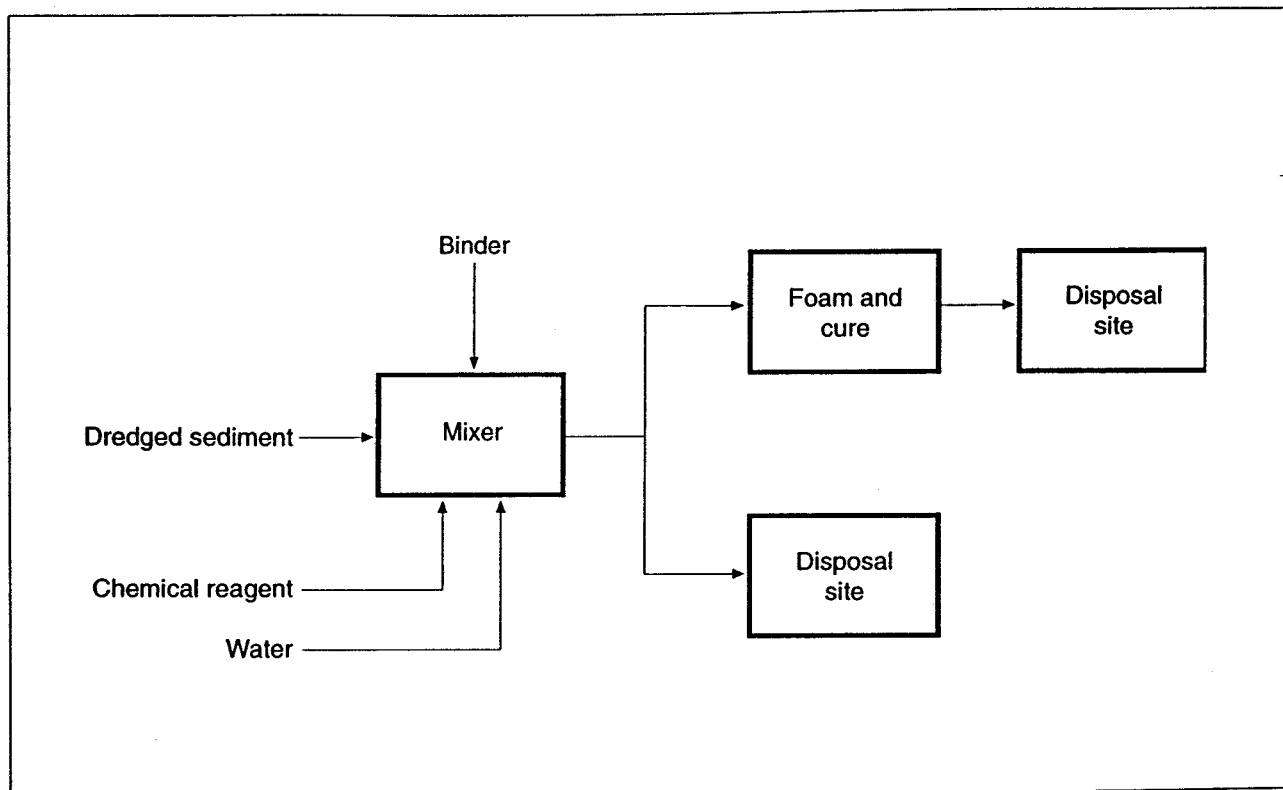 Binder
Foam and
cure
Disposal
site
Dredged sediment
Mixer
Chemical reagent
Water
Disposal
site